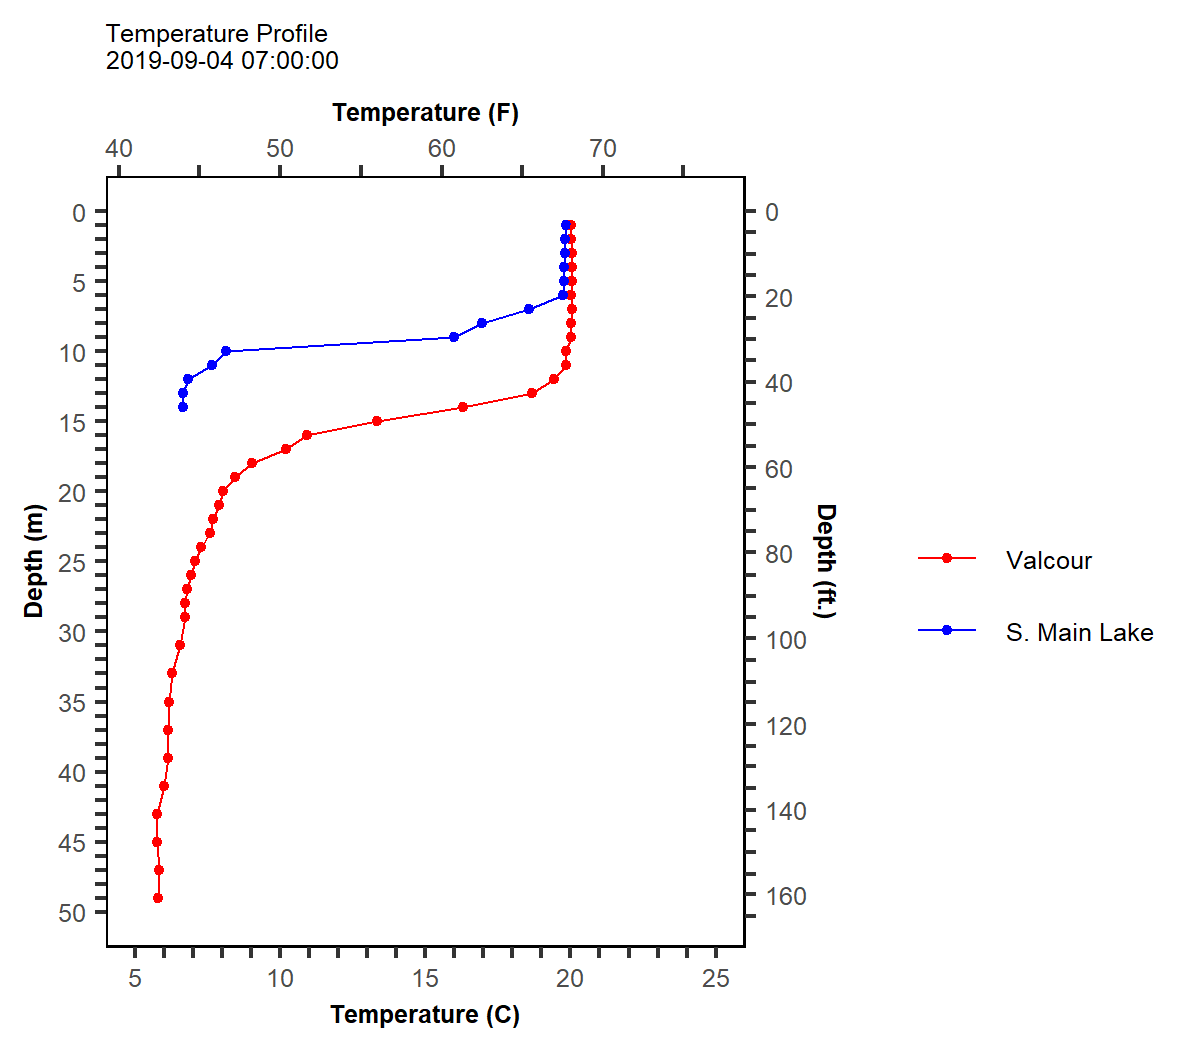 Temperature Profile
2019-09-04 07:00:00
Temperature (F)
40 50 60 70
0
5
10
15
20
25
30
35
40
45
50
Depth (m)
0
20
40
60
80
100
120
140
160
Depth (ft.)
5 10 15 20 25
Temperature (C)
Valcour
S. Main Lake